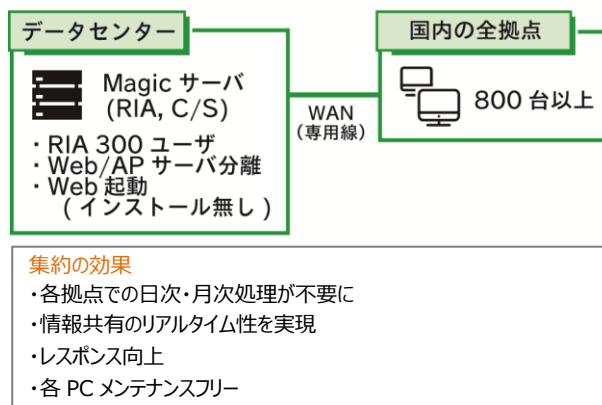 データセンター
Magic サーバ
(RIA, C/S)
・RIA 300 ユーザ
・Web/AP サーバ分離
・Web 起動
(インストール無し)
WAN
(専用線)
国内の全拠点
800 台以上
集約の効果
・各拠点での日次・月次処理が不要に
・情報共有のリアルタイム性を実現
・レスポンス向上
・各 PC メンテナンスフリー